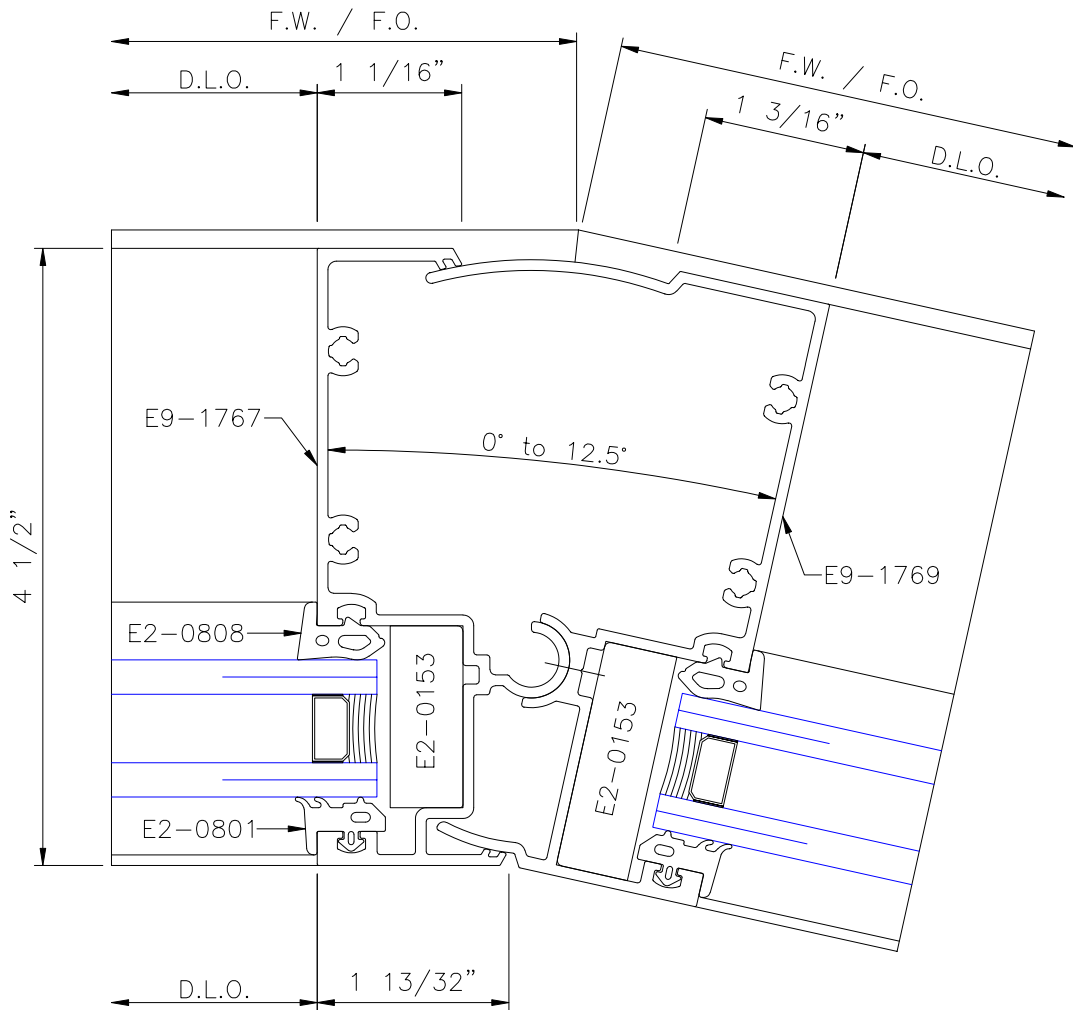 F.W. / F.O.
D.L.O.
1 1/16”
F.W. / F.O.
1 3/16”
D.L.O.
E9-1767
0° to 12.5°
4 1/2”
E9-1769
E2-0808
E2-0153
E2-0153
E2-0801
D.L.O.
1 13/32”